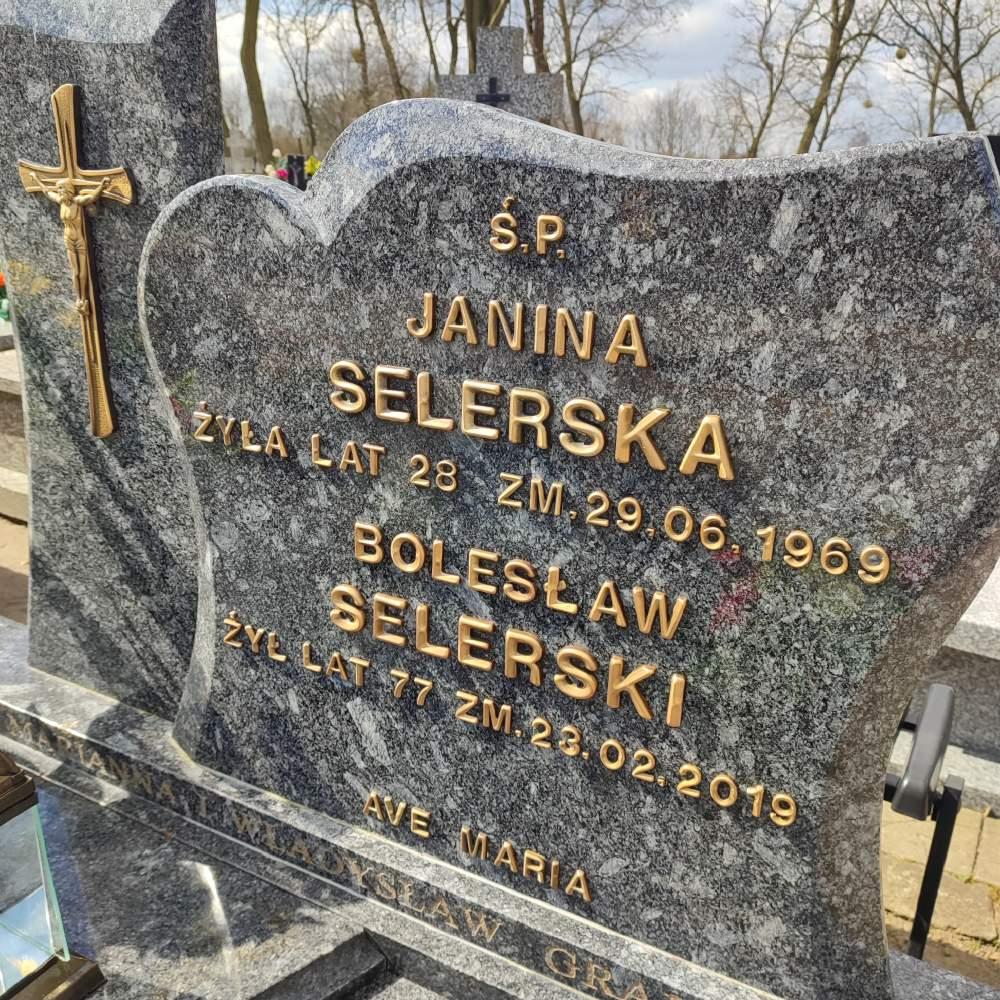 Ś.P.
JANINA
SELERSKA
ŻYŁA LAT 28 ZM. 29.06.1969
BOLESŁAW
SELERSKI
ŻYŁ LAT 77 ZM. 23.02.2019
AVE MARIA
MARIANNA I WŁADYSŁAW